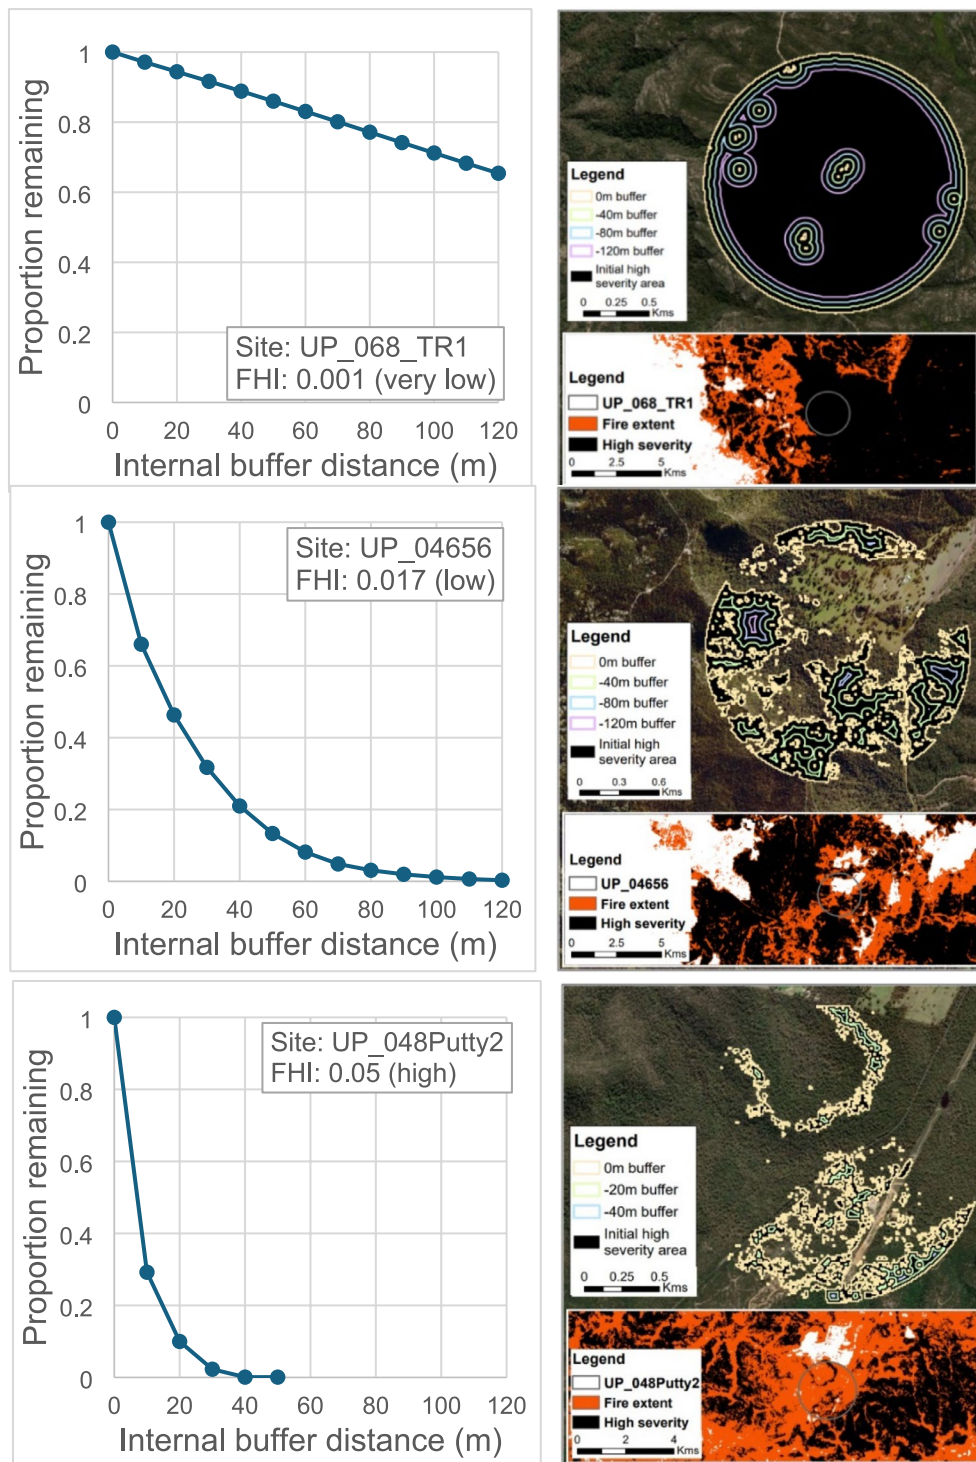 Proportion remaining
1
0.8
0.6
0.4
0.2
0
0 20 40 60 80 100 120
Internal buffer distance (m)
Site: UP_068_TR1
FHI: 0.001 (very low)
Legend
0m buffer
-40m buffer
-80m buffer
-120m buffer
Initial high
severity area
0 0.25 0.5
Kms
Legend
UP_068_TR1
Fire extent
High severity
0 2.5 5
Kms
Proportion remaining
1
0.8
0.6
0.4
0.2
0
0 20 40 60 80 100 120
Internal buffer distance (m)
Site: UP_04656
FHI: 0.017 (low)
Legend
0m buffer
-40m buffer
-80m buffer
-120m buffer
Initial high
severity area
0 0.3 0.6
Kms
Legend
UP_04656
Fire extent
High severity
0 2.5 5
Kms
Proportion remaining
1
0.8
0.6
0.4
0.2
0
0 20 40 60 80 100 120
Internal buffer distance (m)
Site: UP_048Putty2
FHI: 0.05 (high)
Legend
0m buffer
-20m buffer
-40m buffer
Initial high
severity area
0 0.25 0.5
Kms
Legend
UP_048Putty2
Fire extent
High severity
0 2 4
Kms